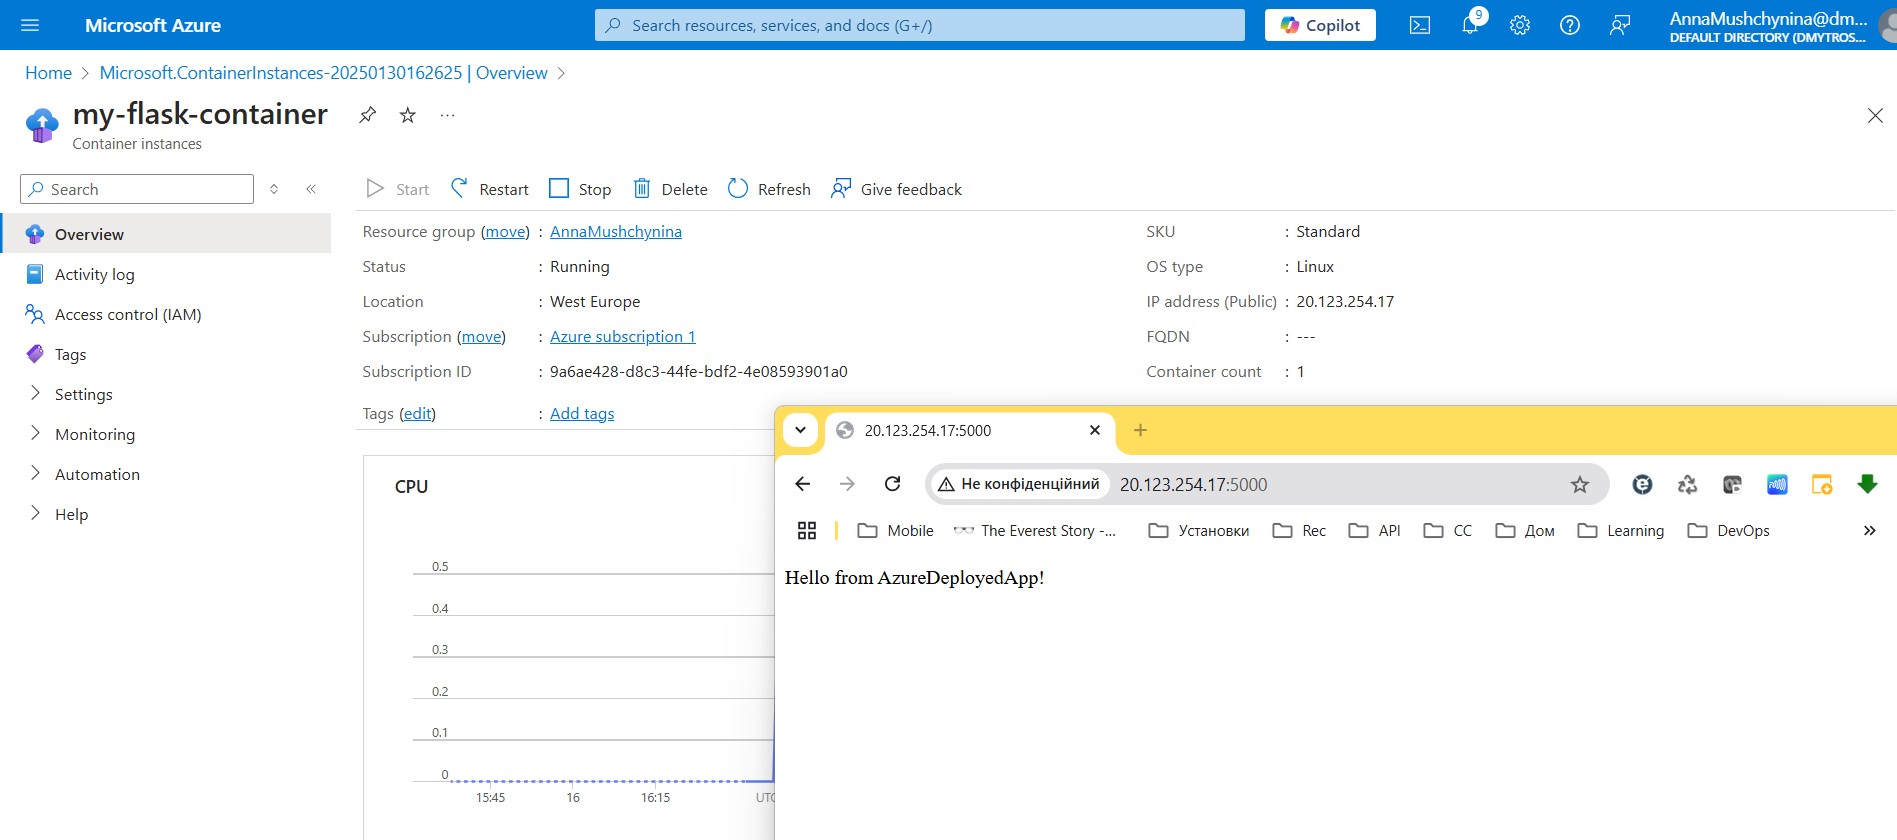 Microsoft Azure
Search resources, services, and docs (G+/)
Copilot
9
AnnaMushchynina@dm...
DEFAULT DIRECTORY (DMYTROS...
Home > Microsoft.ContainerInstances-20250130162625 | Overview >
my-flask-container
...
Container instances
Search
Start
Restart
Stop
Delete
Refresh
Give feedback
Overview
Activity log
Access control (IAM)
Tags
Settings
Monitoring
Automation
Help
Resource group (move) : AnnaMushchynina
Status : Running
Location : West Europe
Subscription (move) : Azure subscription 1
Subscription ID : 9a6ae428-d8c3-44fe-bdf2-4e08593901a0
Tags (edit) : Add tags
SKU : Standard
OS type : Linux
IP address (Public) : 20.123.254.17
FQDN : ---
Container count : 1
CPU
0.5
0.4
0.3
0.2
0.1
0
15:45 16 16:15 UTC
20.123.254.17:5000
Не конфіденційний 20.123.254.17:5000
Mobile The Everest Story -... Установки Rec API CC Дом Learning DevOps »
Hello from AzureDeployedApp!